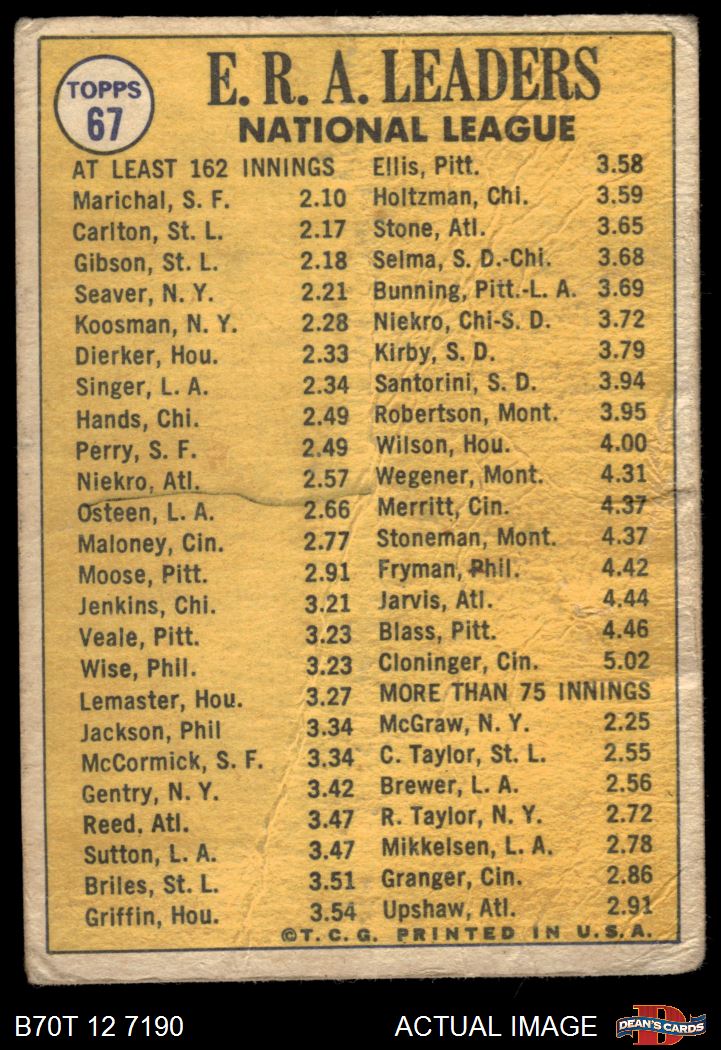 TOPPS
67
E. R. A. LEADERS
NATIONAL LEAGUE
AT LEAST 162 INNINGS
Marichal, S. F. 2.10
Carlton, St. L. 2.17
Gibson, St. L. 2.18
Seaver, N. Y. 2.21
Koosman, N. Y. 2.28
Dierker, Hou. 2.33
Singer, L. A. 2.34
Hands, Chi. 2.49
Perry, S. F. 2.49
Niekro, Atl. 2.57
Osteen, L. A. 2.66
Maloney, Cin. 2.77
Moose, Pitt. 2.91
Jenkins, Chi. 3.21
Veale, Pitt. 3.23
Wise, Phil. 3.23
Lemaster, Hou. 3.27
Jackson, Phil 3.34
McCormick, S. F. 3.34
Gentry, N. Y. 3.42
Reed, Atl. 3.47
Sutton, L. A. 3.47
Briles, St. L. 3.51
Griffin, Hou. 3.54
Ellis, Pitt. 3.58
Holtzman, Chi. 3.59
Stone, Atl. 3.65
Selma, S. D.-Chi. 3.68
Bunning, Pitt.-L. A. 3.69
Niekro, Chi-S. D. 3.72
Kirby, S. D. 3.79
Santorini, S. D. 3.94
Robertson, Mont. 3.95
Wilson, Hou. 4.00
Wegener, Mont. 4.31
Merritt, Cin. 4.37
Stoneman, Mont. 4.37
Fryman, Phil. 4.42
Jarvis, Atl. 4.44
Blass, Pitt. 4.46
Cloninger, Cin. 5.02
MORE THAN 75 INNINGS
McGraw, N. Y. 2.25
C. Taylor, St. L. 2.55
Brewer, L. A. 2.56
R. Taylor, N. Y. 2.72
Mikkelsen, L. A. 2.78
Granger, Cin. 2.86
Upshaw, Atl. 2.91
©T. C. G. PRINTED IN U.S.A.
B70T 12 7190
ACTUAL IMAGE
D
DEAN'S CARDS